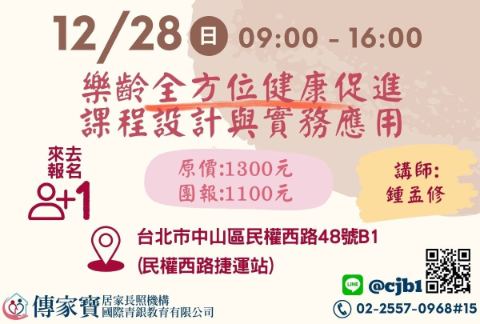 12/28 日 09:00 - 16:00
樂齡全方位健康促進
課程設計與實務應用
來去
報名
+1
原價:1300元
團報:1100元
講師:
鍾孟修
台北市中山區民權西路48號B1
(民權西路捷運站)
LINE @cjb1
傳家寶 居家長照機構
國際青銀教育有限公司
02-2557-0968#15